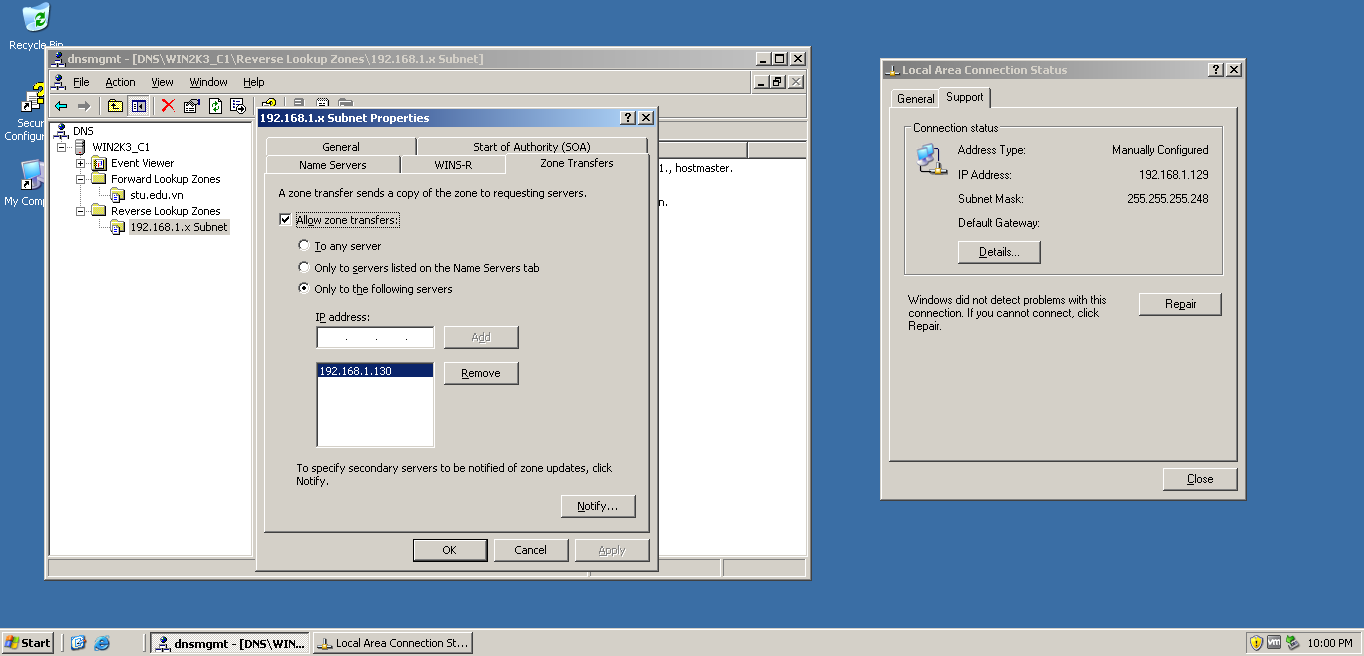 Recycle Bin
Secur
Configur
My Comp
dnsmgmt - [DNS\WIN2K3_C1\Reverse Lookup Zones\192.168.1.x Subnet]
File Action View Window Help
DNS
WIN2K3_C1
Event Viewer
Forward Lookup Zones
stu.edu.vn
Reverse Lookup Zones
192.168.1.x Subnet
1., hostmaster.
n.
192.168.1.x Subnet Properties
General Start of Authority (SOA)
Name Servers WINS-R Zone Transfers
A zone transfer sends a copy of the zone to requesting servers.
Allow zone transfers:
To any server
Only to servers listed on the Name Servers tab
Only to the following servers
IP address:
. . . Add
192.168.1.130 Remove
To specify secondary servers to be notified of zone updates, click
Notify.
Notify...
OK Cancel Apply
Local Area Connection Status
General Support
Connection status
Address Type: Manually Configured
IP Address: 192.168.1.129
Subnet Mask: 255.255.255.248
Default Gateway:
Details...
Windows did not detect problems with this
connection. If you cannot connect, click
Repair.
Repair
Close
Start dnsmgmt - [DNS\WIN... Local Area Connection St... vm 10:00 PM